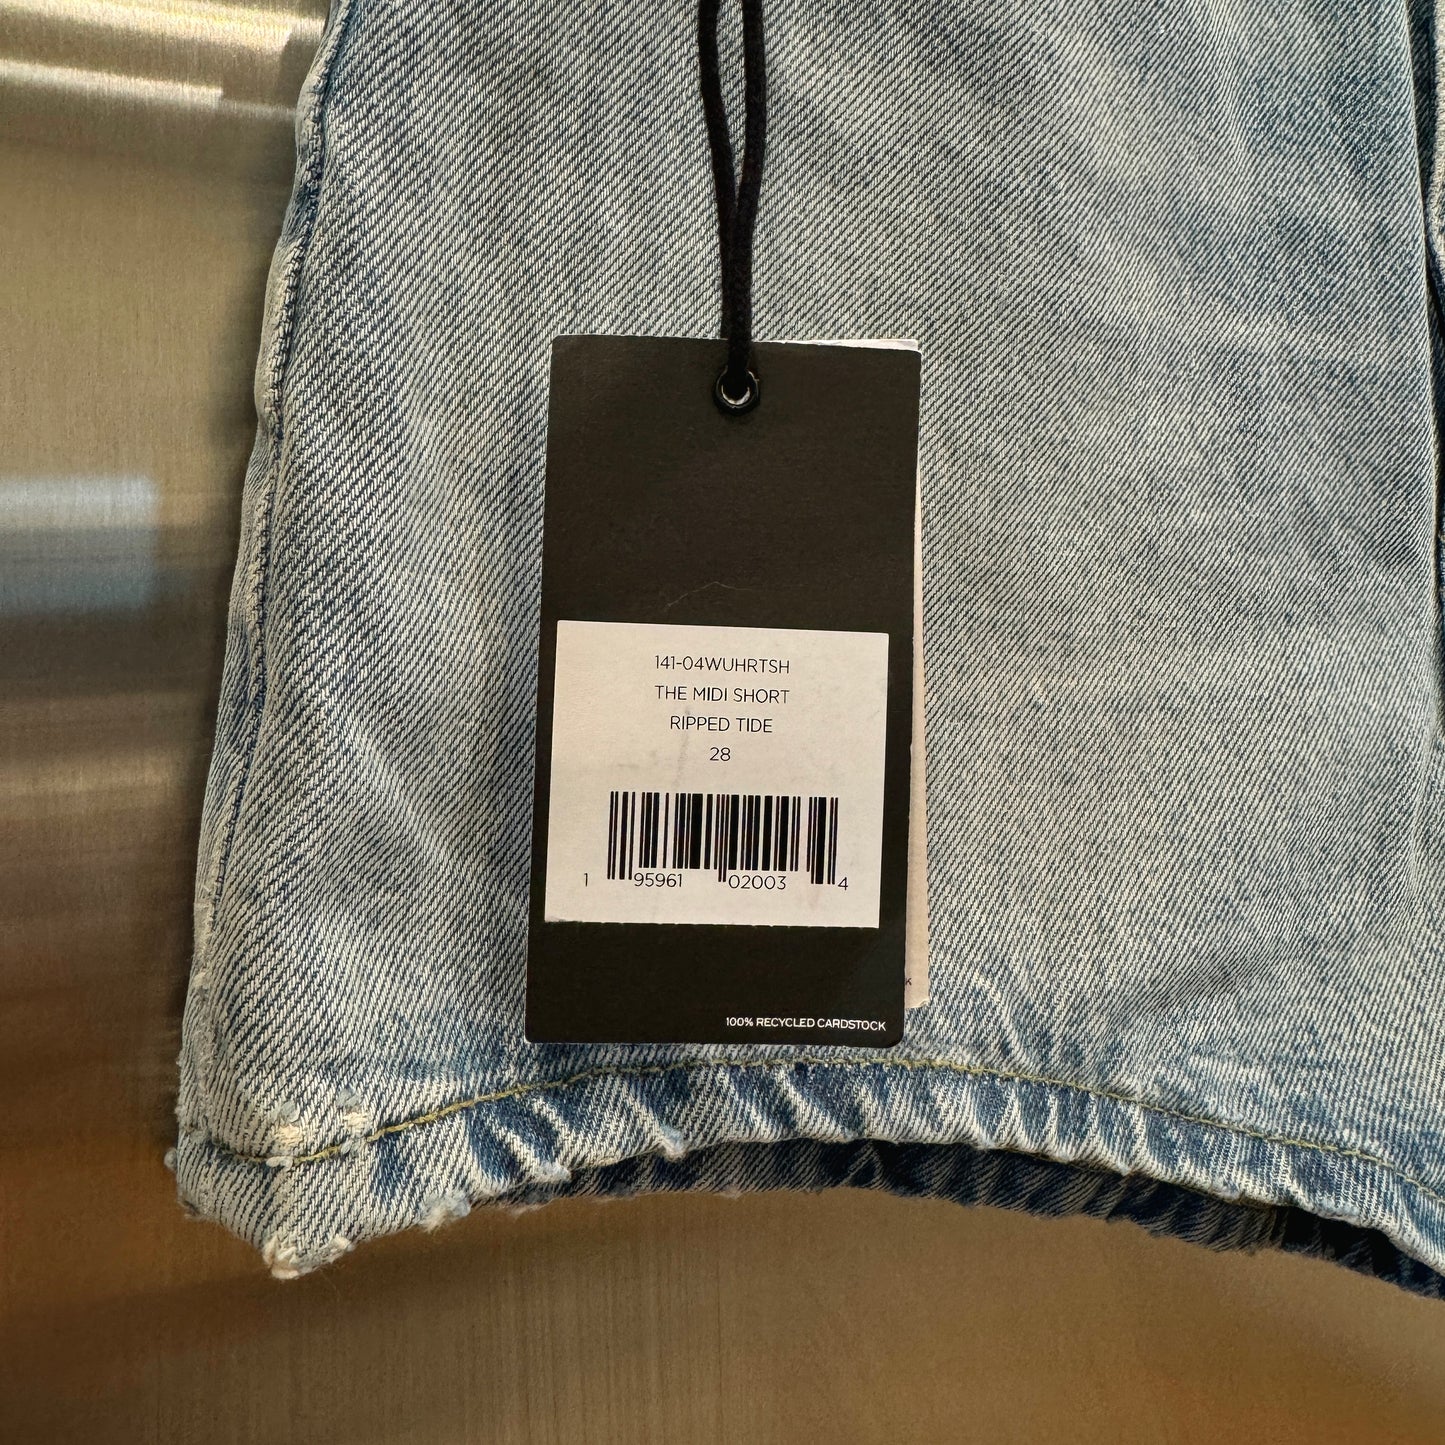 141-04WUHRTSH
THE MIDI SHORT
RIPPED TIDE
28
1 95961 02003 4
K
100% RECYCLED CARDSTOCK